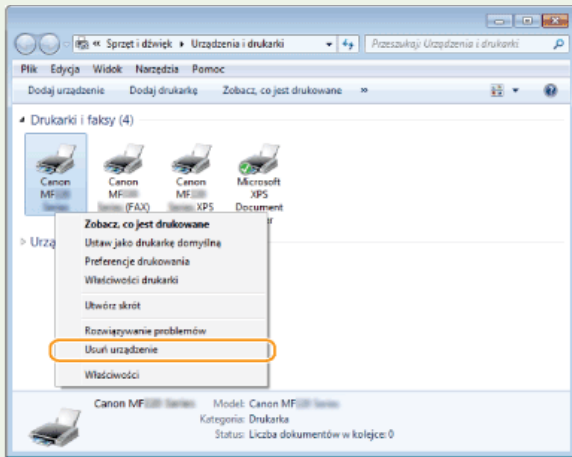 « Sprzęt i dźwięk ▸ Urządzenia i drukarki
Przeszukaj: Urządzenia i drukarki
Plik Edycja Widok Narzędzia Pomoc
Dodaj urządzenie Dodaj drukarkę Zobacz, co jest drukowane »
Drukarki i faksy (4)
Canon
MF
Canon
MF
(FAX)
Canon
MF
XPS
Microsoft
XPS
Document
Urzą
Zobacz, co jest drukowane
Ustaw jako drukarkę domyślną
Preferencje drukowania
Właściwości drukarki
Utwórz skrót
Rozwiązywanie problemów
Usuń urządzenie
Właściwości
Canon MF Model: Canon MF
Kategoria: Drukarka
Status: Liczba dokumentów w kolejce: 0